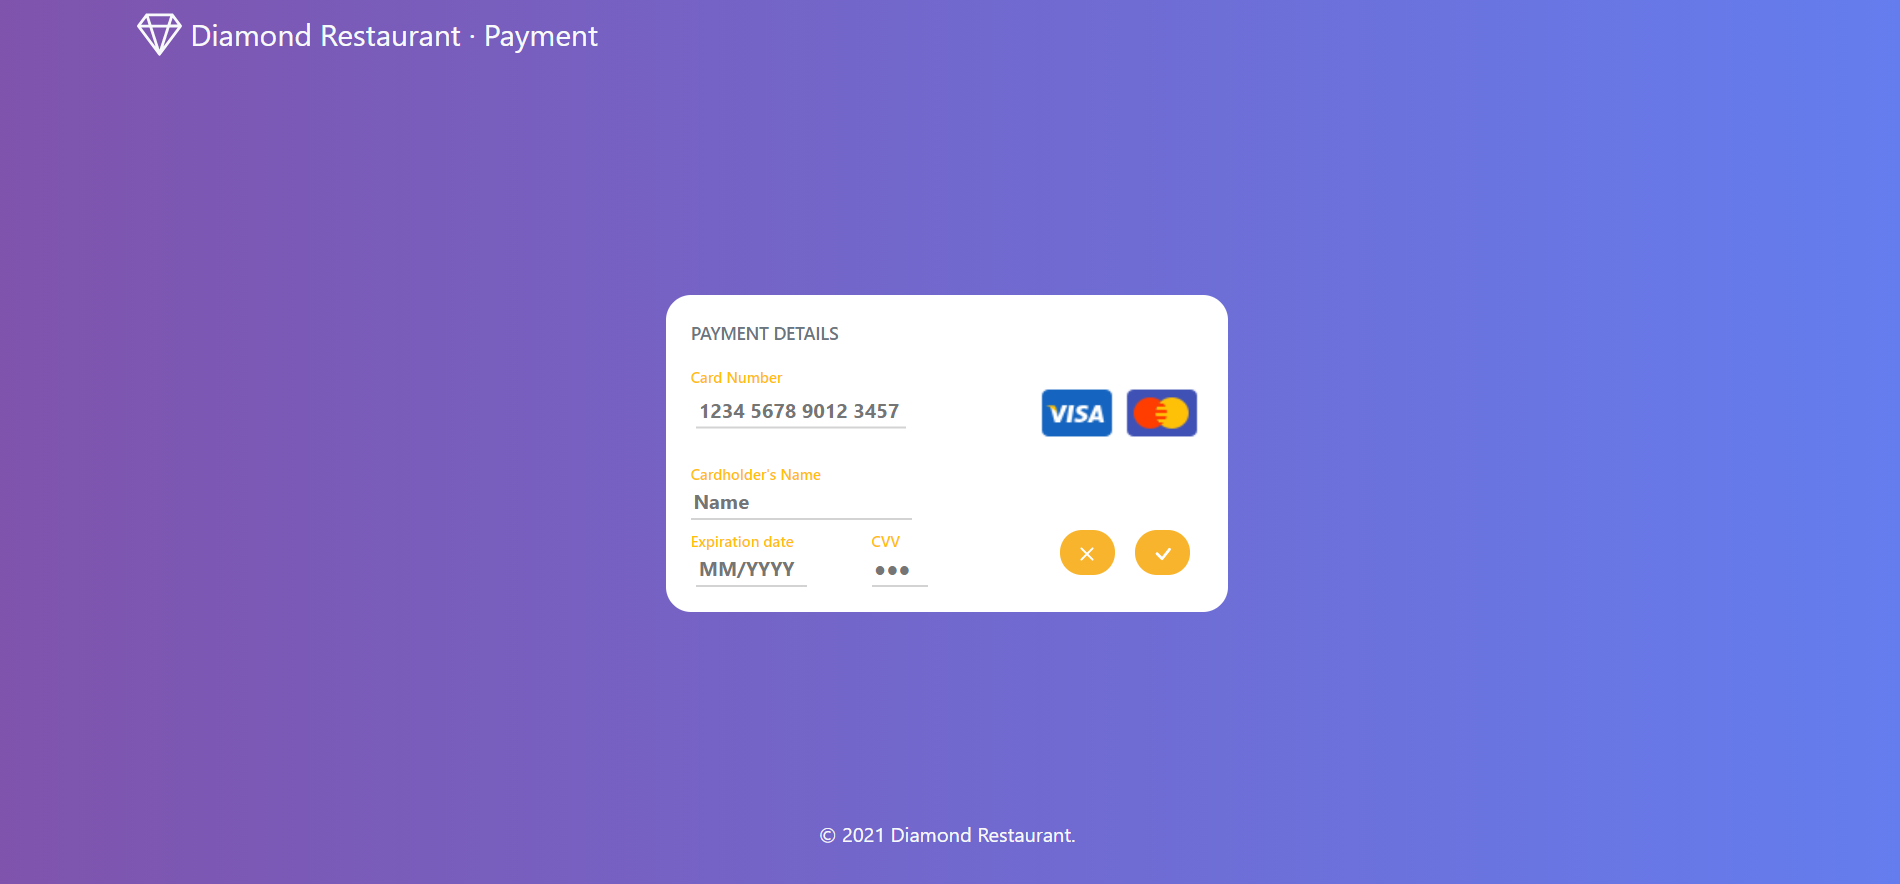 Diamond Restaurant · Payment
PAYMENT DETAILS
Card Number
1234 5678 9012 3457
VISA
Cardholder's Name
Name
Expiration date
CVV
MM/YYYY
●●●
© 2021 Diamond Restaurant.